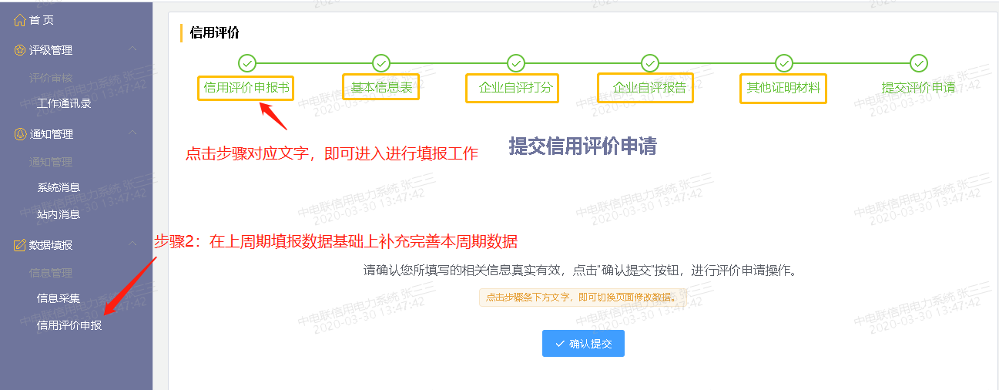 首 页
评级管理
评价审核
工作通讯录
通知管理
通知管理
系统消息
站内消息
数据填报
信息管理
信息采集
信用评价申报
信用评价
信用评价申报书
基本信息表
企业自评打分
企业自评报告
其他证明材料
提交评价申请
点击步骤对应文字，即可进入进行填报工作
提交信用评价申请
步骤2：在上周期填报数据基础上补充完善本周期数据
请确认您所填写的相关信息真实有效，点击"确认提交"按钮，进行评价申请操作。
点击步骤条下方文字，即可切换页面修改数据。
确认提交
中电联信用电力系统 张三三
2020-03-30 13:47:42